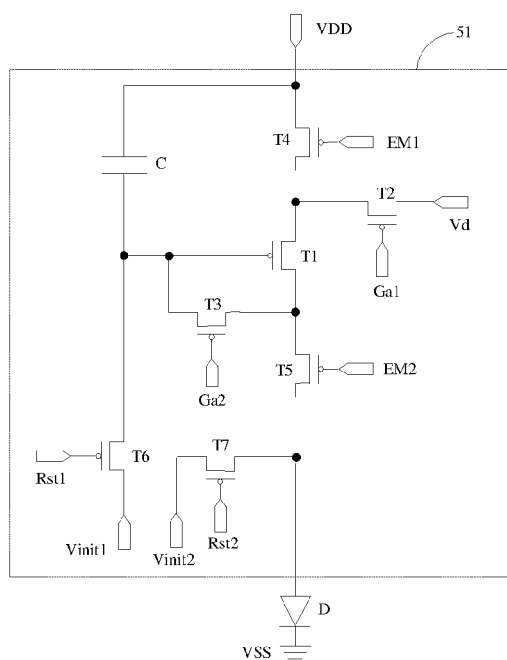 VDD
51
T4
EM1
C
T2
Vd
T1
Ga1
T3
T5
EM2
Ga2
T7
T6
Rst1
Vinit1
Vinit2
Rst2
D
VSS